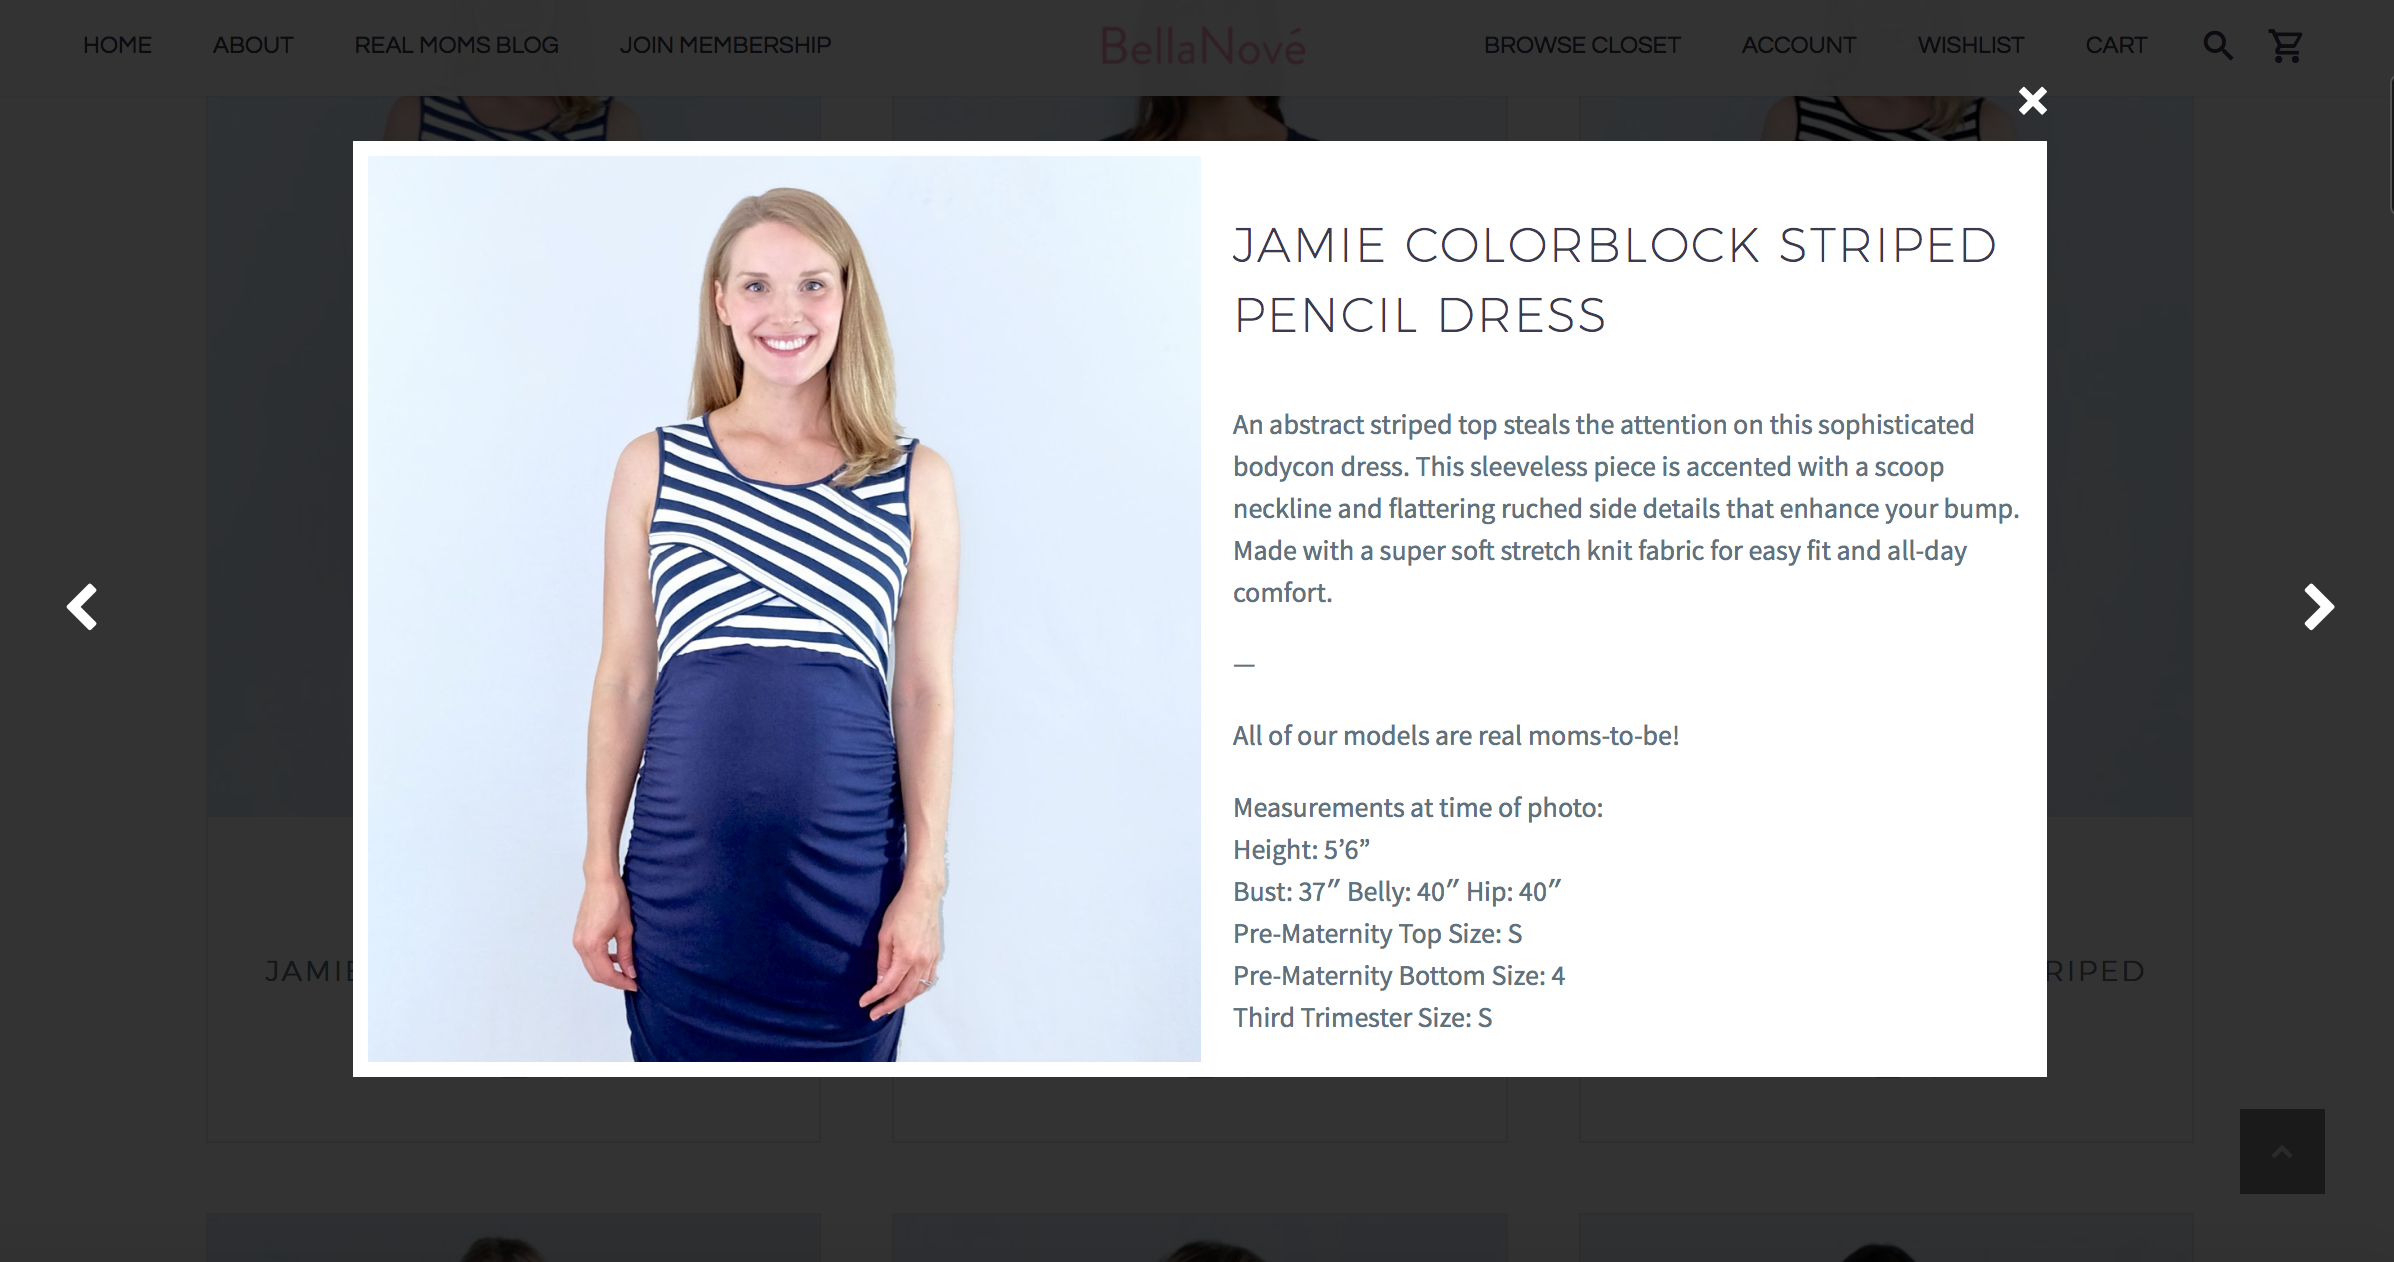 HOME ABOUT REAL MOMS BLOG JOIN MEMBERSHIP BellaNové BROWSE CLOSET ACCOUNT WISHLIST CART
JAMIE COLORBLOCK STRIPED
PENCIL DRESS
An abstract striped top steals the attention on this sophisticated
bodycon dress. This sleeveless piece is accented with a scoop
neckline and flattering ruched side details that enhance your bump.
Made with a super soft stretch knit fabric for easy fit and all-day
comfort.
—
All of our models are real moms-to-be!
Measurements at time of photo:
Height: 5’6”
Bust: 37″ Belly: 40″ Hip: 40″
Pre-Maternity Top Size: S
Pre-Maternity Bottom Size: 4
Third Trimester Size: S
JAMIE RIPED